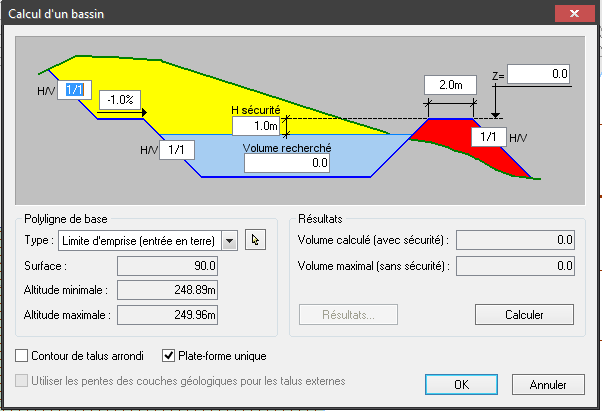 Calcul d'un bassin
H/V 1/1
-1.0%
H/V 1/1
H sécurité
1.0m
Volume recherché
0.0
2.0m
Z= 0.0
1/1 H/V
Polyligne de base
Type : Limite d'emprise (entrée en terre)
Surface : 90.0
Altitude minimale : 248.89m
Altitude maximale : 249.96m
Résultats
Volume calculé (avec sécurité) : 0.0
Volume maximal (sans sécurité) : 0.0
Résultats... Calculer
Contour de talus arrondi Plate-forme unique
Utiliser les pentes des couches géologiques pour les talus externes
OK Annuler